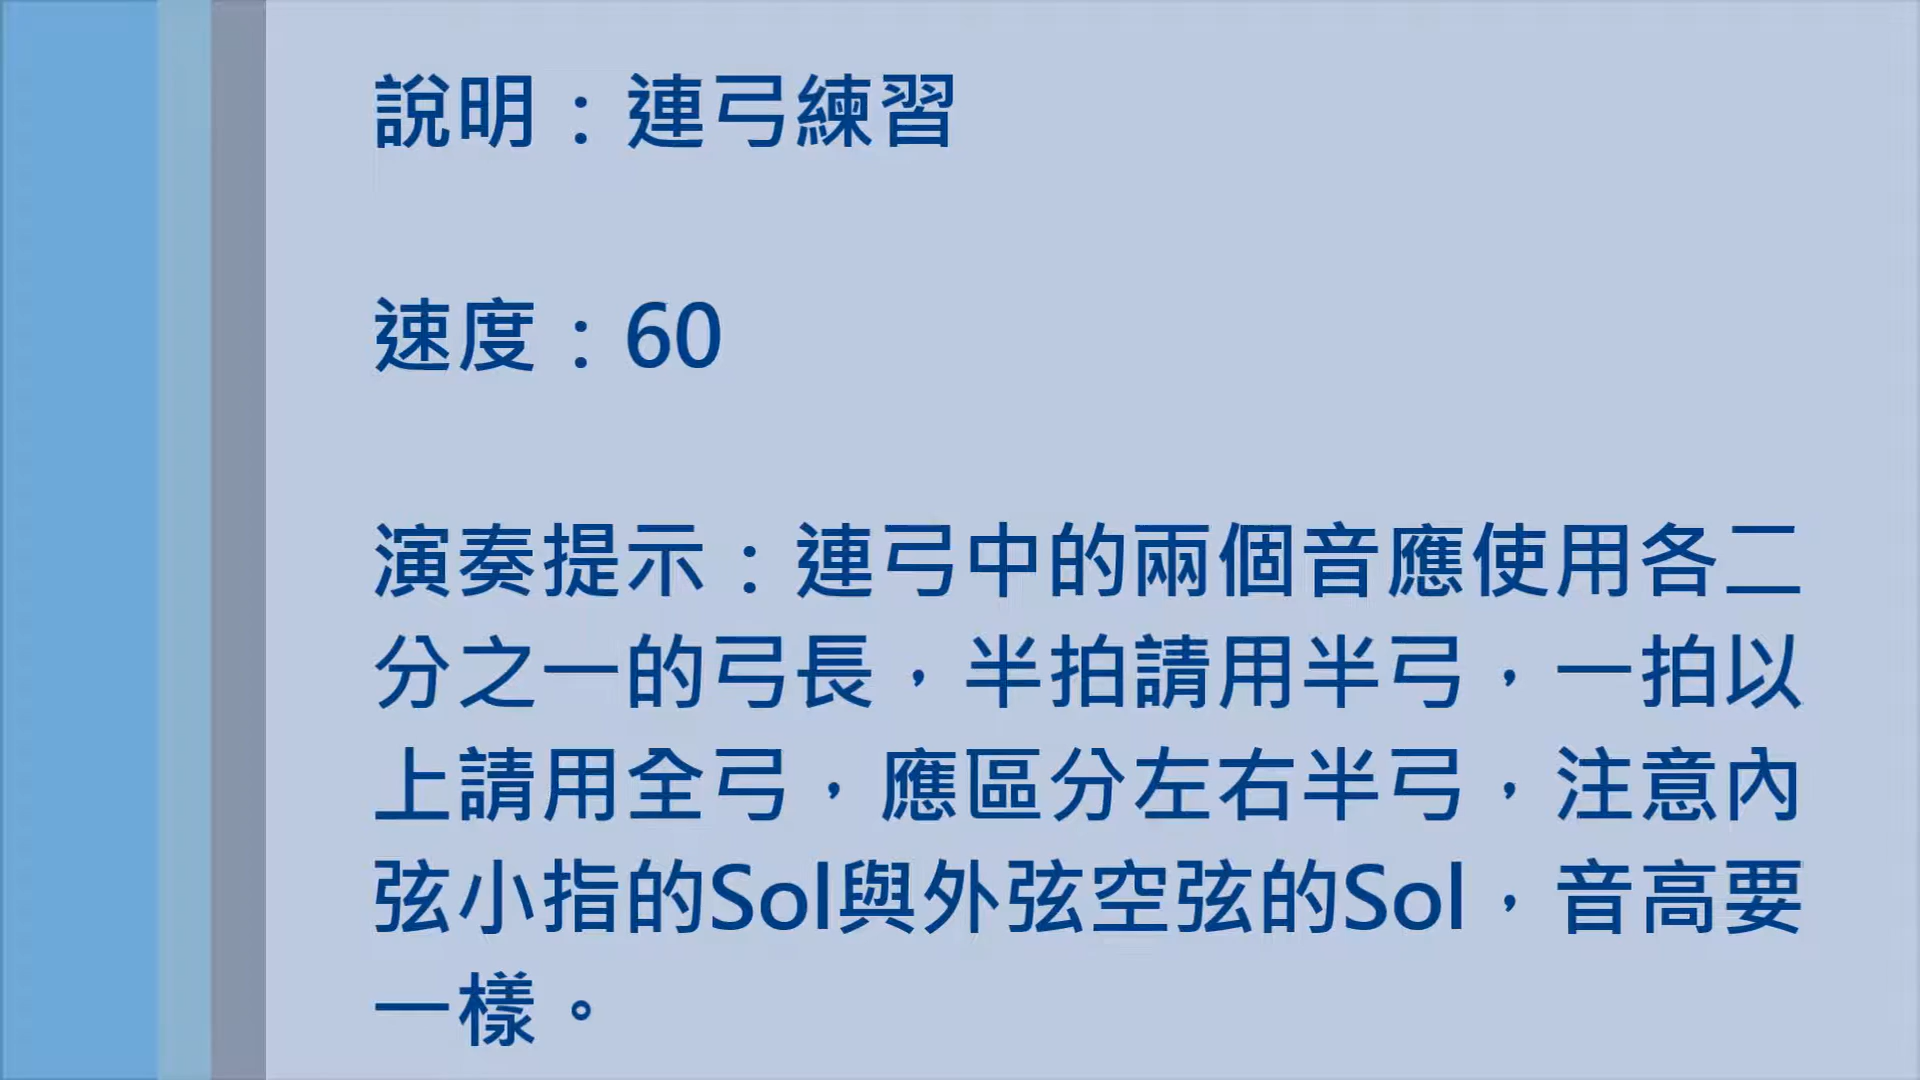 說明：連弓練習
速度：60
演奏提示：連弓中的兩個音應使用各二
分之一的弓長，半拍請用半弓，一拍以
上請用全弓，應區分左右半弓，注意內
弦小指的Sol與外弦空弦的Sol，音高要
一樣。